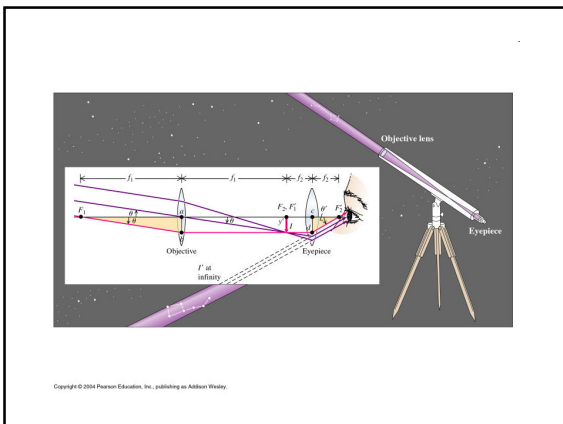 Objective lens
Eyepiece
f₁ f₁ f₂ f₂
F₁ θ θ a θ F₂, F₁′ c θ′ F₂′
y′ I d
Objective Eyepiece
I′ at
infinity
Copyright © 2004 Pearson Education, Inc., publishing as Addison Wesley.